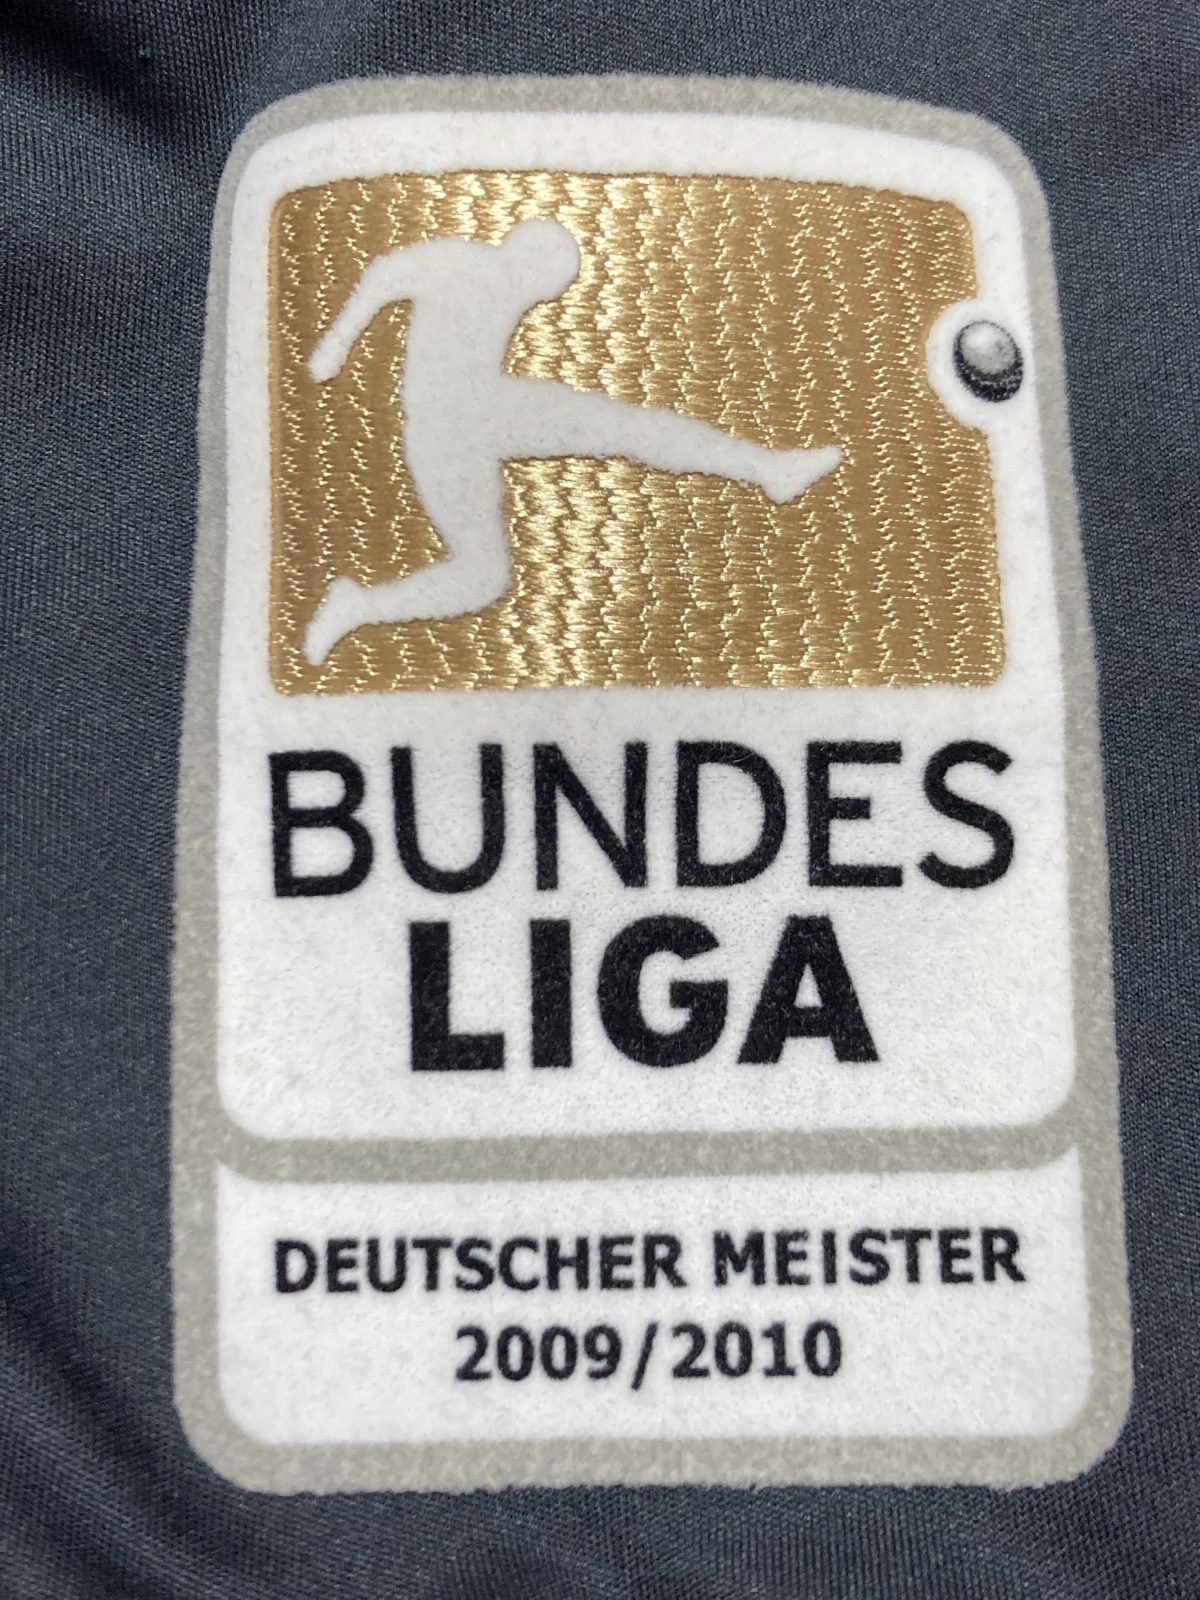 BUNDES
LIGA
DEUTSCHER MEISTER
2009/2010